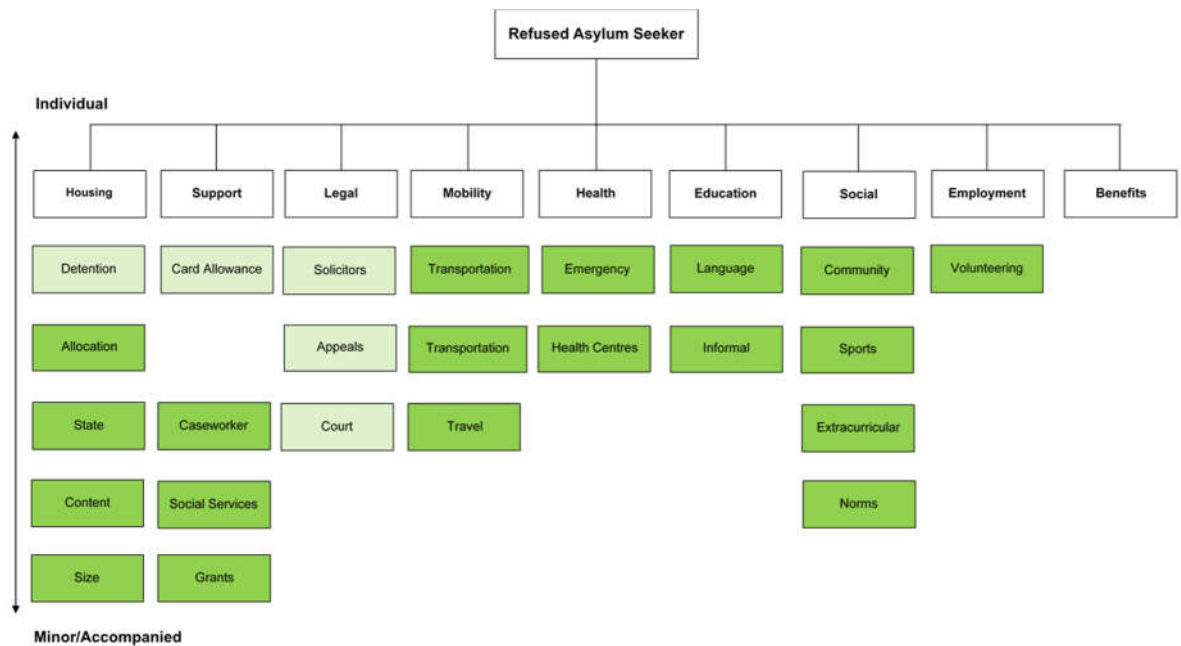 Refused Asylum Seeker
Individual
Housing
Support
Legal
Mobility
Health
Education
Social
Employment
Benefits
Detention
Card Allowance
Solicitors
Transportation
Emergency
Language
Community
Volunteering
Allocation
Appeals
Transportation
Health Centres
Informal
Sports
State
Caseworker
Court
Travel
Extracurricular
Content
Social Services
Norms
Size
Grants
Minor/Accompanied